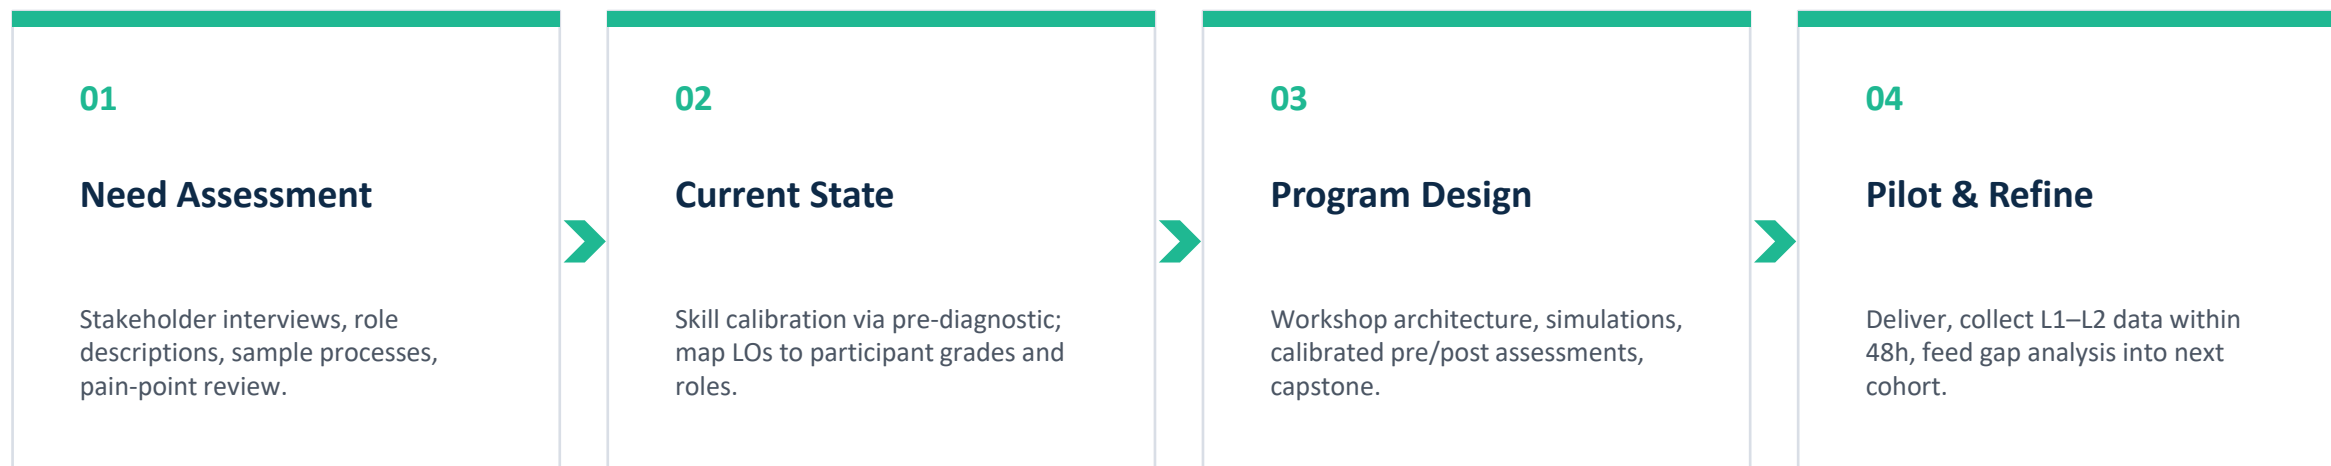 01
Need Assessment
Stakeholder interviews, role
descriptions, sample processes,
pain-point review.
02
Current State
Skill calibration via pre-diagnostic;
map LOs to participant grades and
roles.
03
Program Design
Workshop architecture, simulations,
calibrated pre/post assessments,
capstone.
04
Pilot & Refine
Deliver, collect L1–L2 data within
48h, feed gap analysis into next
cohort.